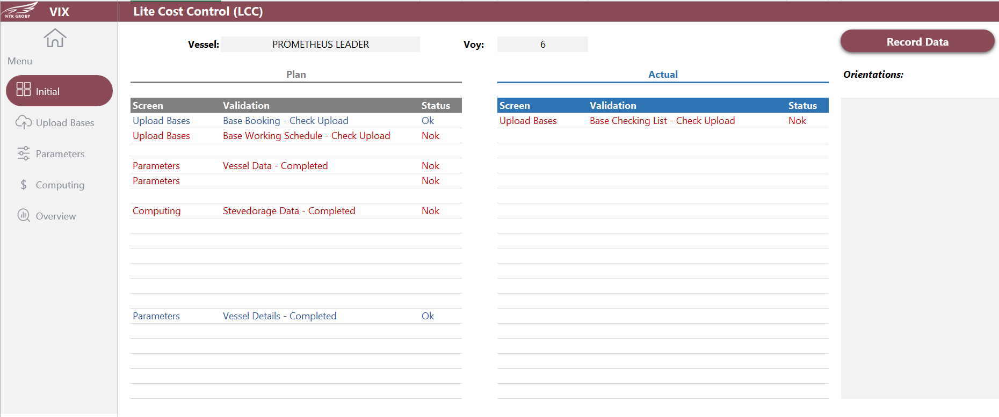 NYK GROUP
VIX
Lite Cost Control (LCC)
Menu
Initial
Upload Bases
Parameters
$ Computing
Overview
Vessel: PROMETHEUS LEADER
Voy: 6
Record Data
Plan
Screen Validation Status
Upload Bases Base Booking - Check Upload Ok
Upload Bases Base Working Schedule - Check Upload Nok
Parameters Vessel Data - Completed Nok
Parameters Nok
Computing Stevedorage Data - Completed Nok
Parameters Vessel Details - Completed Ok
Actual
Screen Validation Status
Upload Bases Base Checking List - Check Upload Nok
Orientations: